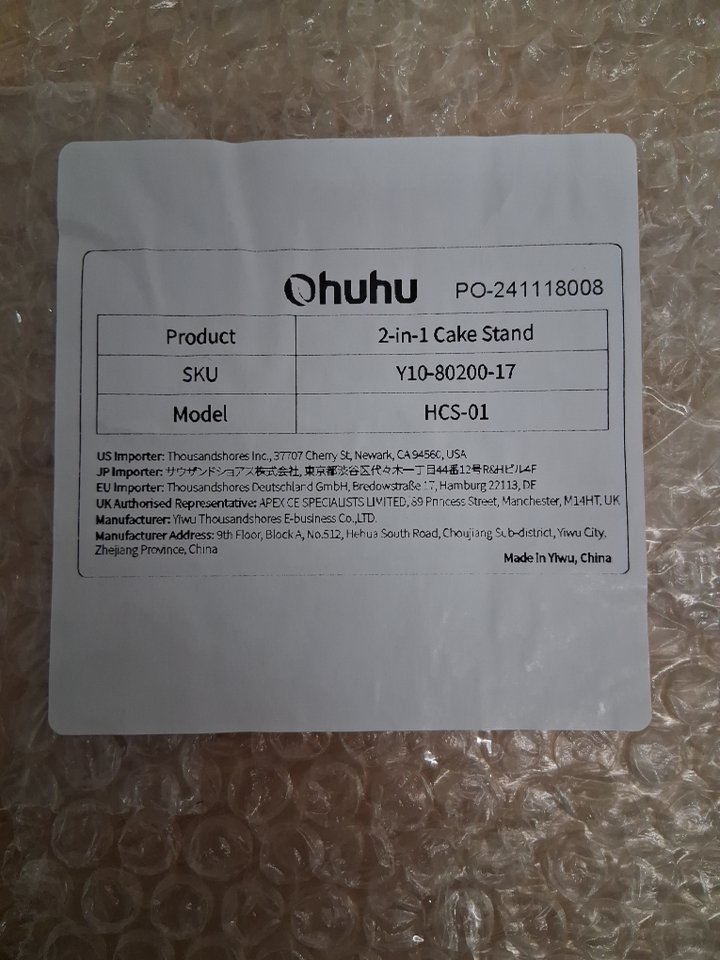 Ohuhu PO-241118008
Product 2-in-1 Cake Stand
SKU Y10-80200-17
Model HCS-01
US Importer: Thousandshores Inc., 37707 Cherry St, Newark, CA 94560, USA
JP Importer: サウザンドショアス株式会社, 東京都渋谷区代々木一丁目44番12号R&Hビル4F
EU Importer: Thousandshores Deutschland GmbH, Bredowstraße 17, Hamburg 22113, DE
UK Authorised Representative: APEX CE SPECIALISTS LIMITED, 89 Princess Street, Manchester, M14HT, UK
Manufacturer: Yiwu Thousandshores E-business Co.,LTD.
Manufacturer Address: 9th Floor, Block A, No.512, Hehua South Road, Choujiang Sub-district, Yiwu City,
Zhejiang Province, China
Made in Yiwu, China